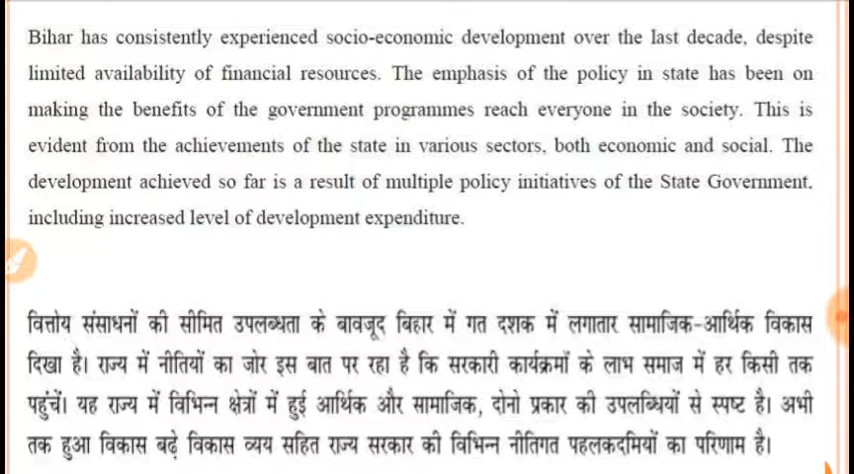 Bihar has consistently experienced socio-economic development over the last decade, despite
limited availability of financial resources. The emphasis of the policy in state has been on
making the benefits of the government programmes reach everyone in the society. This is
evident from the achievements of the state in various sectors, both economic and social. The
development achieved so far is a result of multiple policy initiatives of the State Government,
including increased level of development expenditure.
वित्तीय संसाधनों की सीमित उपलब्धता के बावजूद बिहार में गत दशक में लगातार सामाजिक-आर्थिक विकास
दिखा है। राज्य में नीतियों का जोर इस बात पर रहा है कि सरकारी कार्यक्रमों के लाभ समाज में हर किसी तक
पहुंचें। यह राज्य में विभिन्न क्षेत्रों में हुई आर्थिक और सामाजिक, दोनो प्रकार की उपलब्धियों से स्पष्ट है। अभी
तक हुआ विकास बढ़े विकास व्यय सहित राज्य सरकार की विभिन्न नीतिगत पहलकदमियों का परिणाम है।